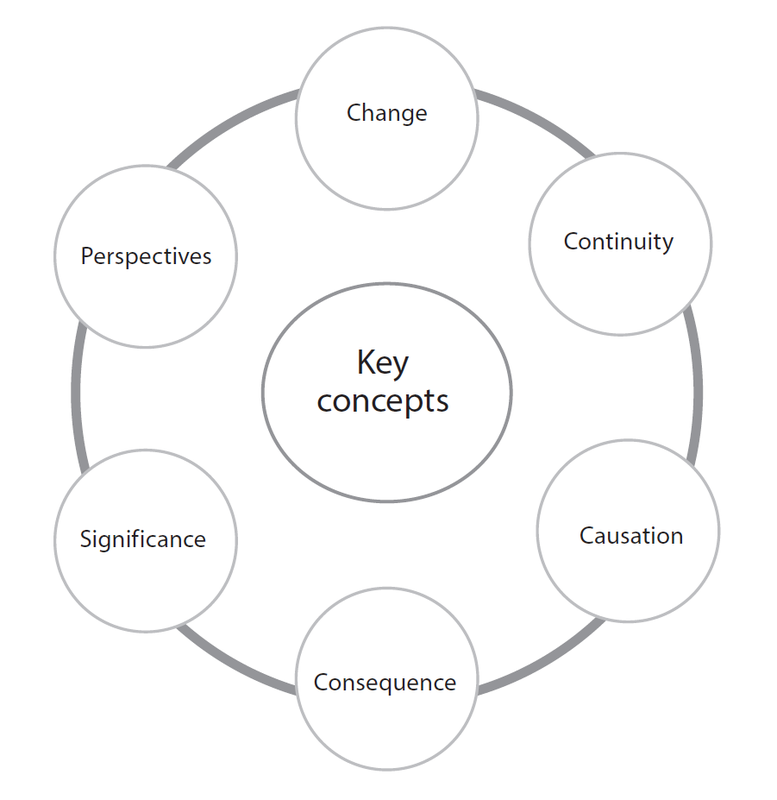 Change
Continuity
Perspectives
Key
concepts
Significance
Causation
Consequence